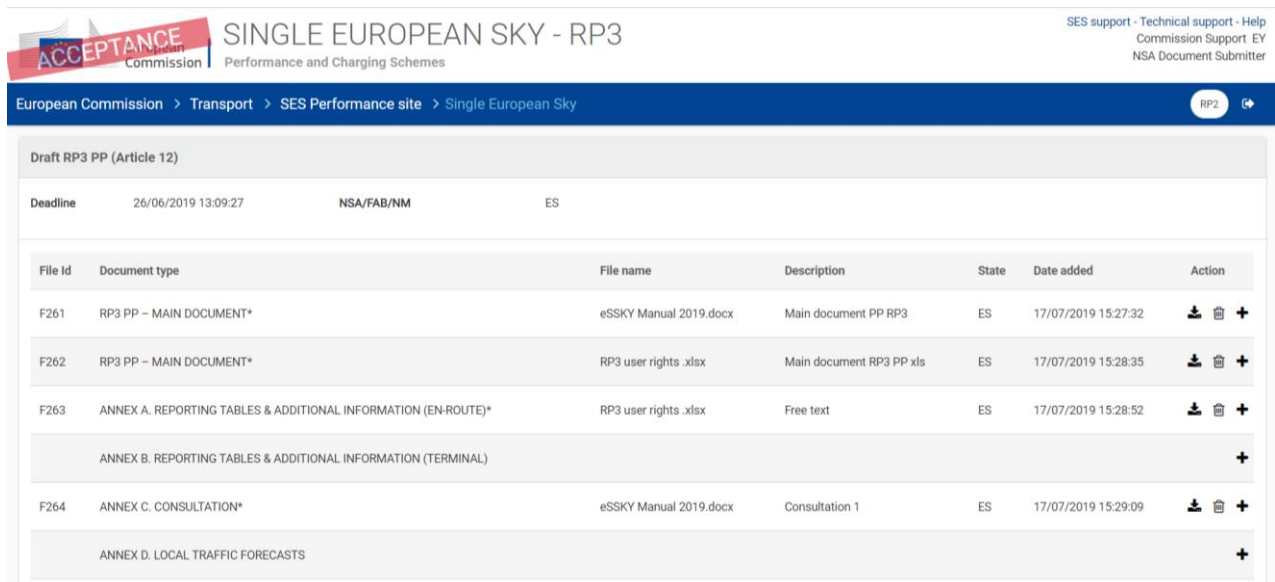 ACCEPTANCE
European
Commission
SINGLE EUROPEAN SKY - RP3
Performance and Charging Schemes
SES support - Technical support - Help
Commission Support EY
NSA Document Submitter
European Commission > Transport > SES Performance site > Single European Sky
RP2
Draft RP3 PP (Article 12)
Deadline 26/06/2019 13:09:27 NSA/FAB/NM ES
File Id Document type File name Description State Date added Action
F261 RP3 PP – MAIN DOCUMENT* eSSKY Manual 2019.docx Main document PP RP3 ES 17/07/2019 15:27:32
F262 RP3 PP – MAIN DOCUMENT* RP3 user rights .xlsx Main document RP3 PP xls ES 17/07/2019 15:28:35
F263 ANNEX A. REPORTING TABLES & ADDITIONAL INFORMATION (EN-ROUTE)* RP3 user rights .xlsx Free text ES 17/07/2019 15:28:52
ANNEX B. REPORTING TABLES & ADDITIONAL INFORMATION (TERMINAL)
F264 ANNEX C. CONSULTATION* eSSKY Manual 2019.docx Consultation 1 ES 17/07/2019 15:29:09
ANNEX D. LOCAL TRAFFIC FORECASTS